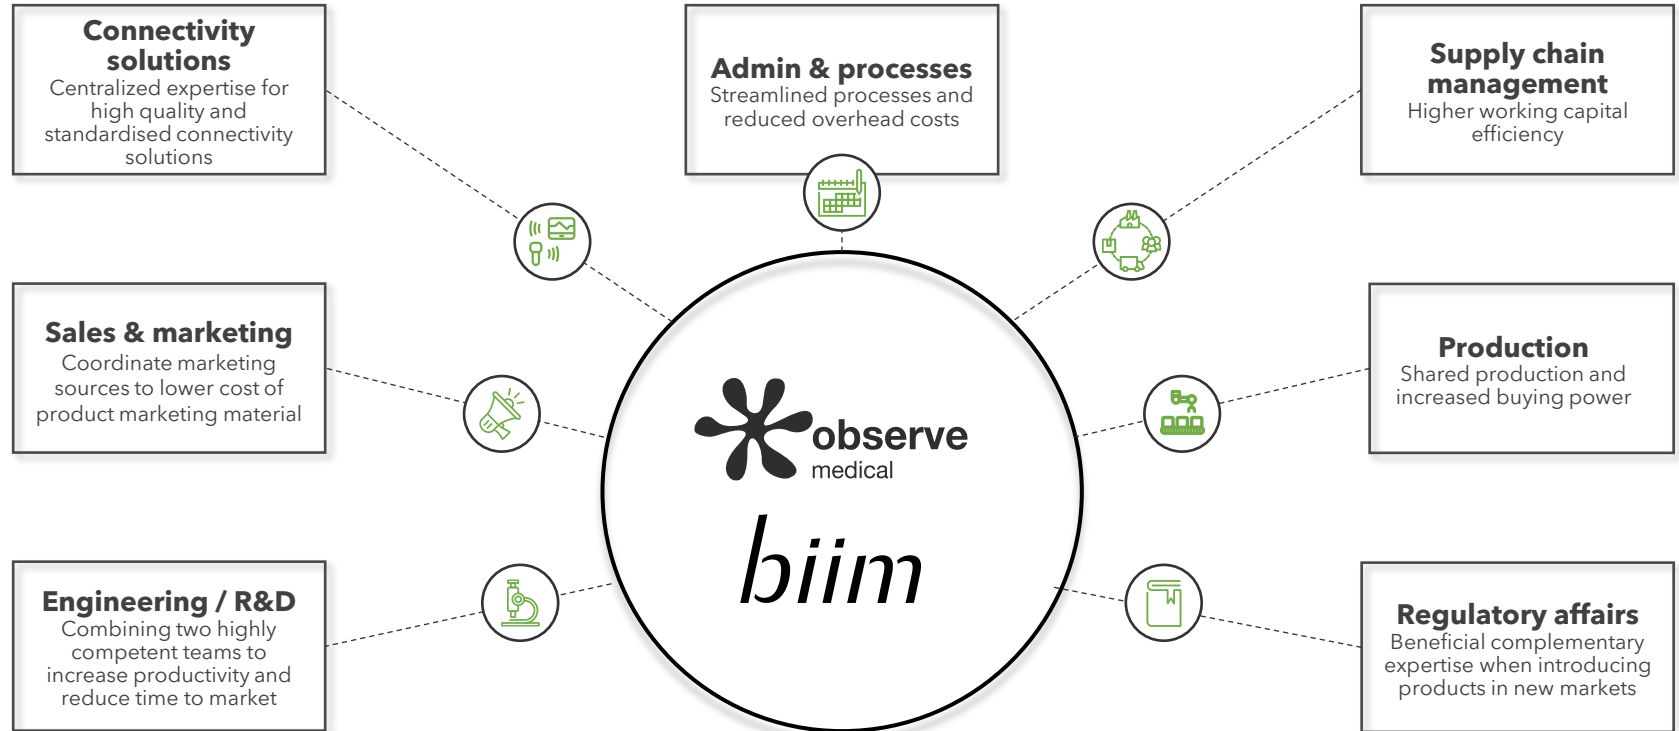 Connectivity
solutions
Centralized expertise for
high quality and
standardised connectivity
solutions
Admin & processes
Streamlined processes and
reduced overhead costs
Supply chain
management
Higher working capital
efficiency
Sales & marketing
Coordinate marketing
sources to lower cost of
product marketing material
Production
Shared production and
increased buying power
observe
medical
biim
Engineering / R&D
Combining two highly
competent teams to
increase productivity and
reduce time to market
Regulatory affairs
Beneficial complementary
expertise when introducing
products in new markets